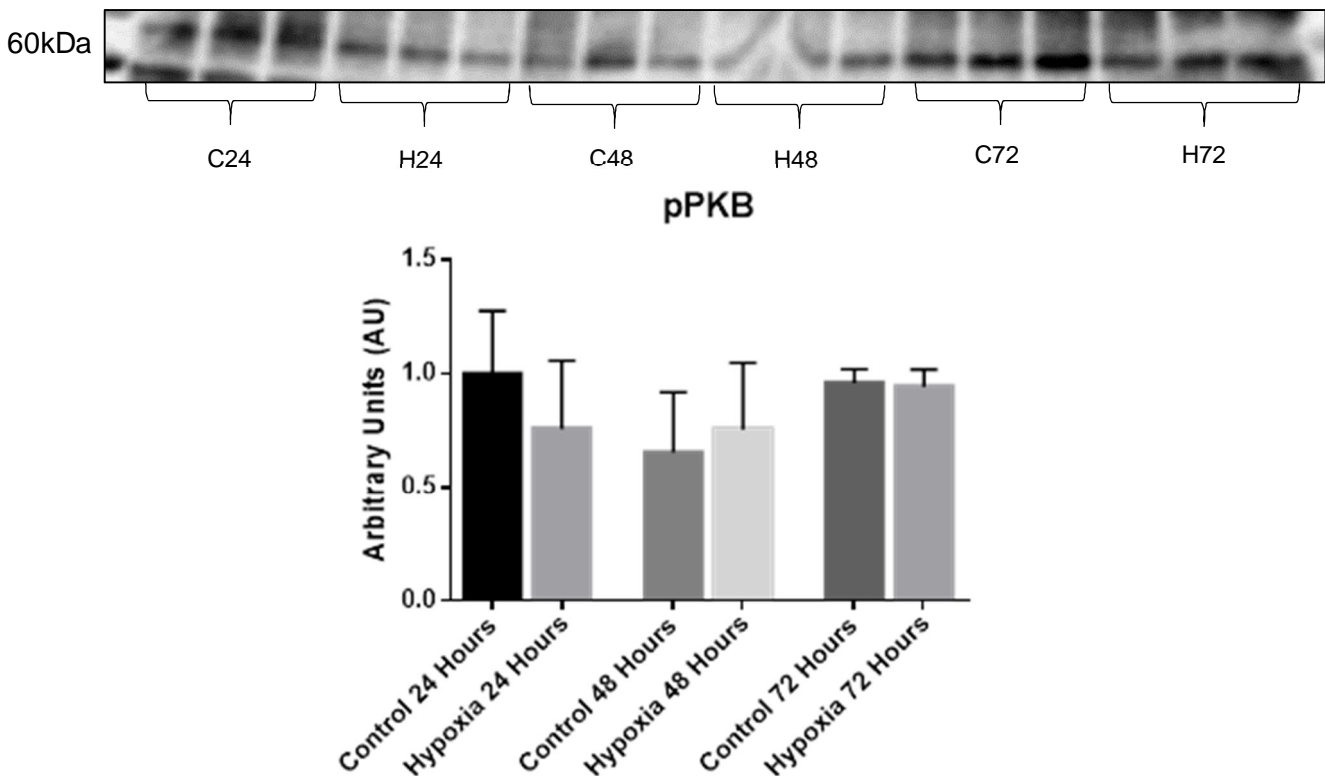 60kDa
C24 H24 C48 H48 C72 H72
pPKB
Arbitrary Units (AU)
1.5
1.0
0.5
0.0
Control 24 Hours
Hypoxia 24 Hours
Control 48 Hours
Hypoxia 48 Hours
Control 72 Hours
Hypoxia 72 Hours